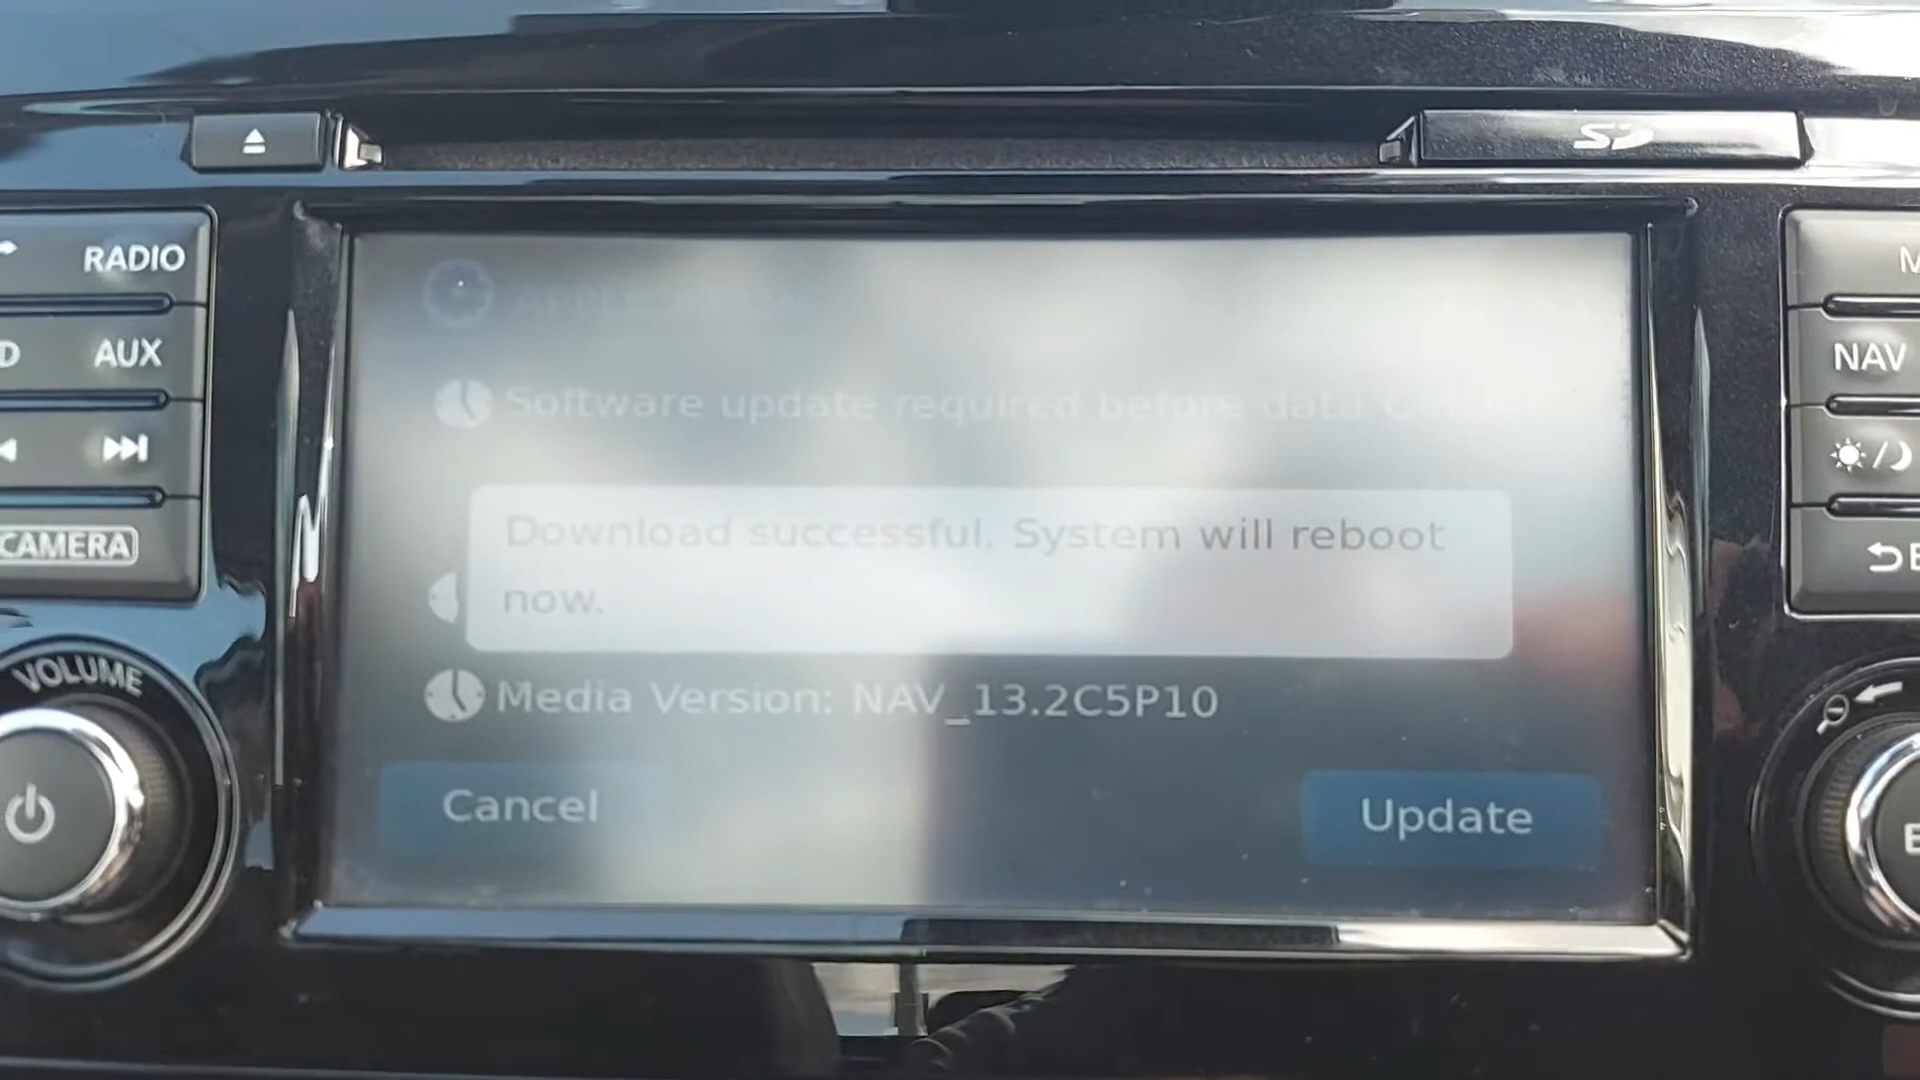 SD
RADIO
AUX
CAMERA
VOLUME
NAV
Software update required before data
Download successful. System will reboot
now.
Media Version: NAV_13.2C5P10
Cancel
Update